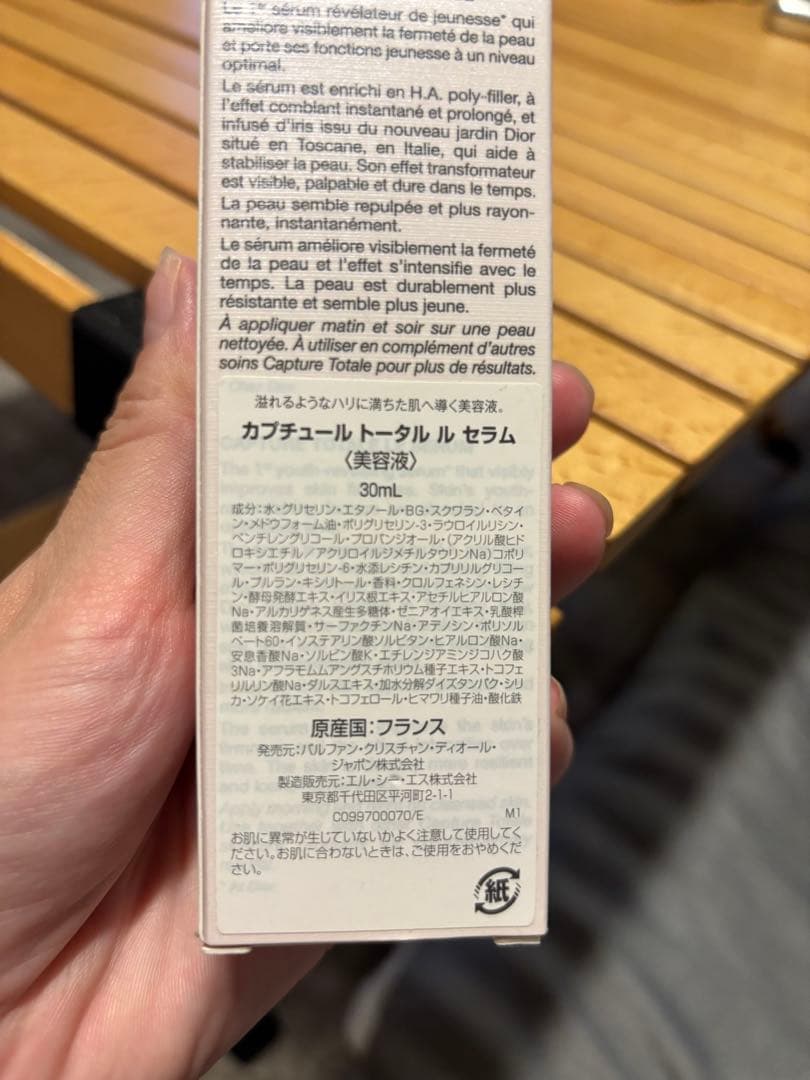 Le 1er sérum révélateur de jeunesse* qui
améliore visiblement la fermeté de la peau
et porte ses fonctions jeunesse à un niveau
optimal.
Le sérum est enrichi en H.A. poly-filler, à
l'effet comblant instantané et prolongé, et
infusé d'iris issu du nouveau jardin Dior
situé en Toscane, en Italie, qui aide à
stabiliser la peau. Son effet transformateur
est visible, palpable et dure dans le temps.
La peau semble repulpée et plus rayon-
nante, instantanément.
Le sérum améliore visiblement la fermeté
de la peau et l'effet s'intensifie avec le
temps. La peau est durablement plus
résistante et semble plus jeune.
À appliquer matin et soir sur une peau
nettoyée. À utiliser en complément d'autres
soins Capture Totale pour plus de résultats.
溢れるようなハリに満ちた肌へ導く美容液。
カプチュール トータル ル セラム
〈美容液〉
30mL
成分:水・グリセリン・エタノール・BG・スクワラン・ベタイ
ン・メドウフォーム油・ポリグリセリン-3・ラウロイルリシン・
ペンチレングリコール・プロパンジオール・(アクリル酸ヒド
ロキシエチル/アクリロイルジメチルタウリンNa)コポリ
マー・ポリグリセリン-6・水添レシチン・カプリリルグリコー
ル・プルラン・キシリトール・香料・クロルフェネシン・レシチ
ン・酵母発酵エキス・イリス根エキス・アセチルヒアルロン酸
Na・アルカリゲネス産生多糖体・ゼニアオイエキス・乳酸桿
菌培養溶解質・サーファクチンNa・アデノシン・ポリソル
ベート60・イソステアリン酸ソルビタン・ヒアルロン酸Na・
安息香酸Na・ソルビン酸K・エチレンジアミンジコハク酸
3Na・アフラモムムアングスチホリウム種子エキス・トコフェ
リルリン酸Na・ダルスエキス・加水分解ダイズタンパク・シリ
カ・ソケイ花エキス・トコフェロール・ヒマワリ種子油・酸化鉄
原産国:フランス
発売元:パルファン・クリスチャン・ディオール・
ジャポン株式会社
製造販売元:エル・シー・エス株式会社
東京都千代田区平河町2-1-1
C099700070/E M1
お肌に異常が生じていないかよく注意して使用してく
ださい。お肌に合わないときは、ご使用をおやめくだ
さい。
紙